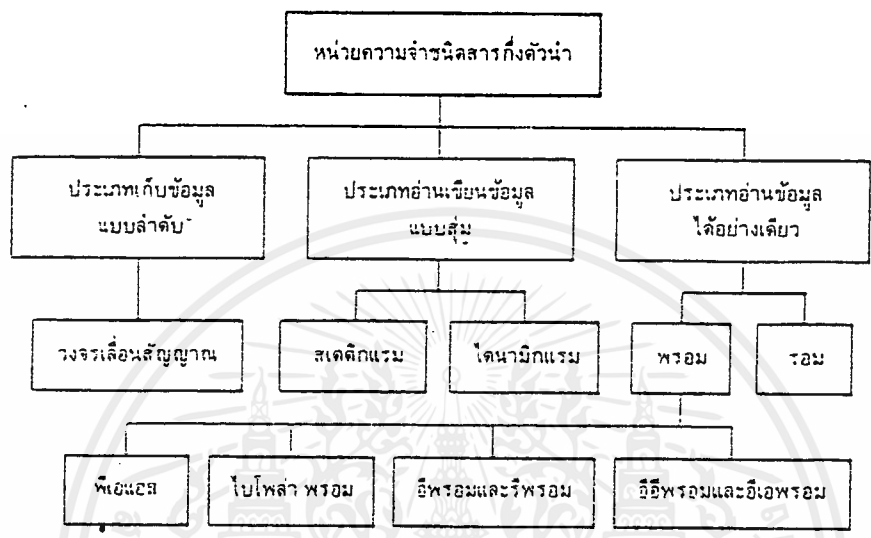 หน่วยความจำชนิดสารกึ่งตัวนำ
ประเภทเก็บข้อมูล
แบบลำดับ
ประเภทอ่านเขียนข้อมูล
แบบสุ่ม
ประเภทอ่านข้อมูล
ได้อย่างเดียว
วงจรเลื่อนสัญญาณ
สเตติกแรม
ไดนามิกแรม
พรอม
รอม
พีเอแอล
ไบโพล่า พรอม
อีพรอมและรีพรอม
อีอีพรอมและอีเอพรอม